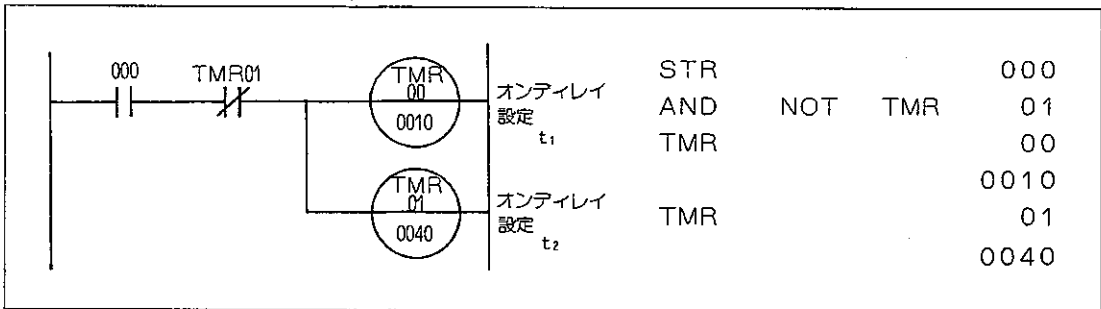 000 TMR01
TMR
00
0010
オンディレイ
設定
t₁
TMR
01
0040
オンディレイ
設定
t₂
STR 000
AND NOT TMR 01
TMR 00
0010
TMR 01
0040